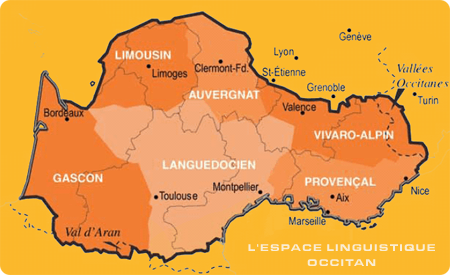 Genève
LIMOUSIN
Lyon
Limoges
Clermont-Fd.
St-Étienne
Vallées
Occitanes
Grenoble
AUVERGNAT
Turin
Valence
Bordeaux
VIVARO-ALPIN
LANGUEDOCIEN
GASCON
PROVENÇAL
Nice
Montpellier
Toulouse
Aix
Marseille
Val d'Aran
L'ESPACE LINGUISTIQUE
OCCITAN